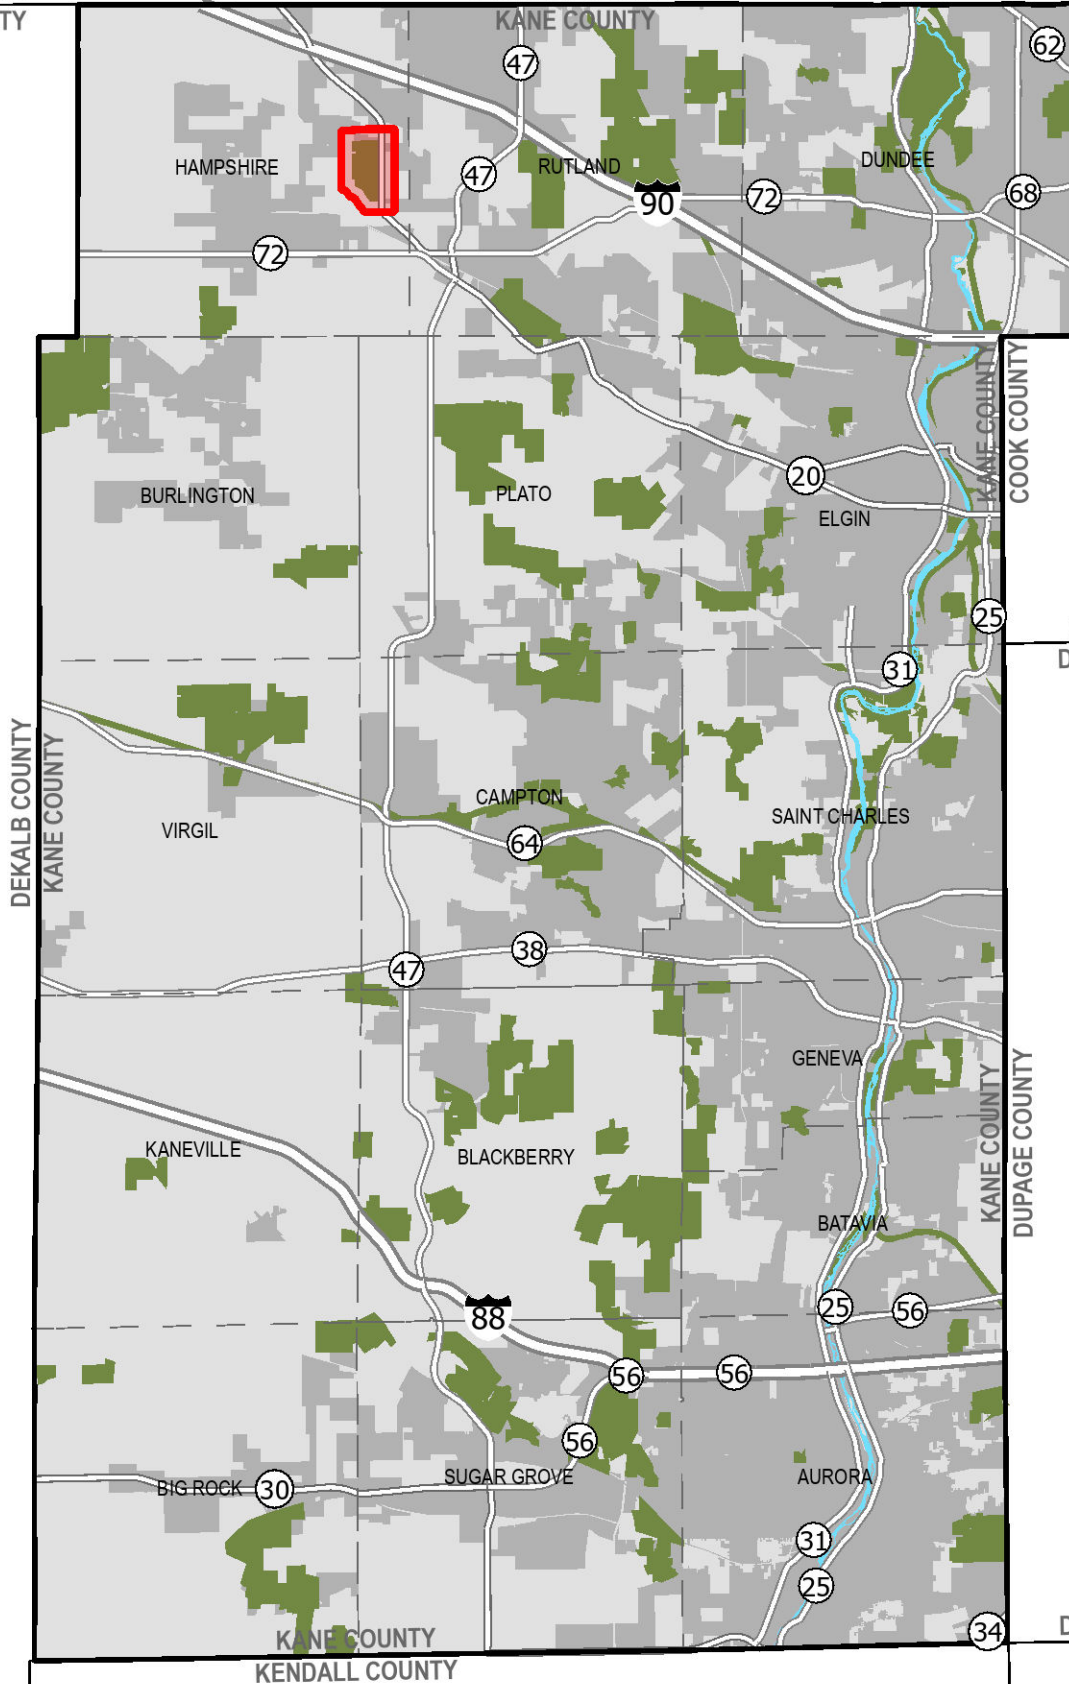 TY
KANE COUNTY
62
47
HAMPSHIRE
47
RUTLAND
DUNDEE
90
72
68
72
KANE COUNTY
COOK COUNTY
20
BURLINGTON
PLATO
ELGIN
25
31
D
DEKALB COUNTY
KANE COUNTY
VIRGIL
CAMPTON
64
SAINT CHARLES
47
38
GENEVA
KANE COUNTY
DUPAGE COUNTY
KANEVILLE
BLACKBERRY
BATAVIA
88
25
56
56
56
56
BIG ROCK
30
SUGAR GROVE
AURORA
31
25
34
D
KANE COUNTY
KENDALL COUNTY